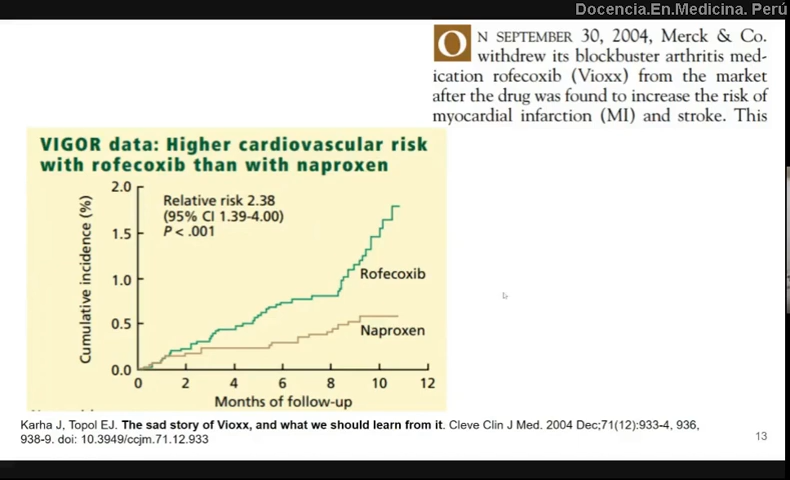 Docencia.En.Medicina. Perú
ON SEPTEMBER 30, 2004, Merck & Co.
withdrew its blockbuster arthritis med-
ication rofecoxib (Vioxx) from the market
after the drug was found to increase the risk of
myocardial infarction (MI) and stroke. This
VIGOR data: Higher cardiovascular risk
with rofecoxib than with naproxen
Cumulative incidence (%)
2.0
1.5
1.0
0.5
0.0
Relative risk 2.38
(95% CI 1.39-4.00)
P < .001
Rofecoxib
Naproxen
0 2 4 6 8 10 12
Months of follow-up
Karha J, Topol EJ. The sad story of Vioxx, and what we should learn from it. Cleve Clin J Med. 2004 Dec;71(12):933-4, 936,
938-9. doi: 10.3949/ccjm.71.12.933
13